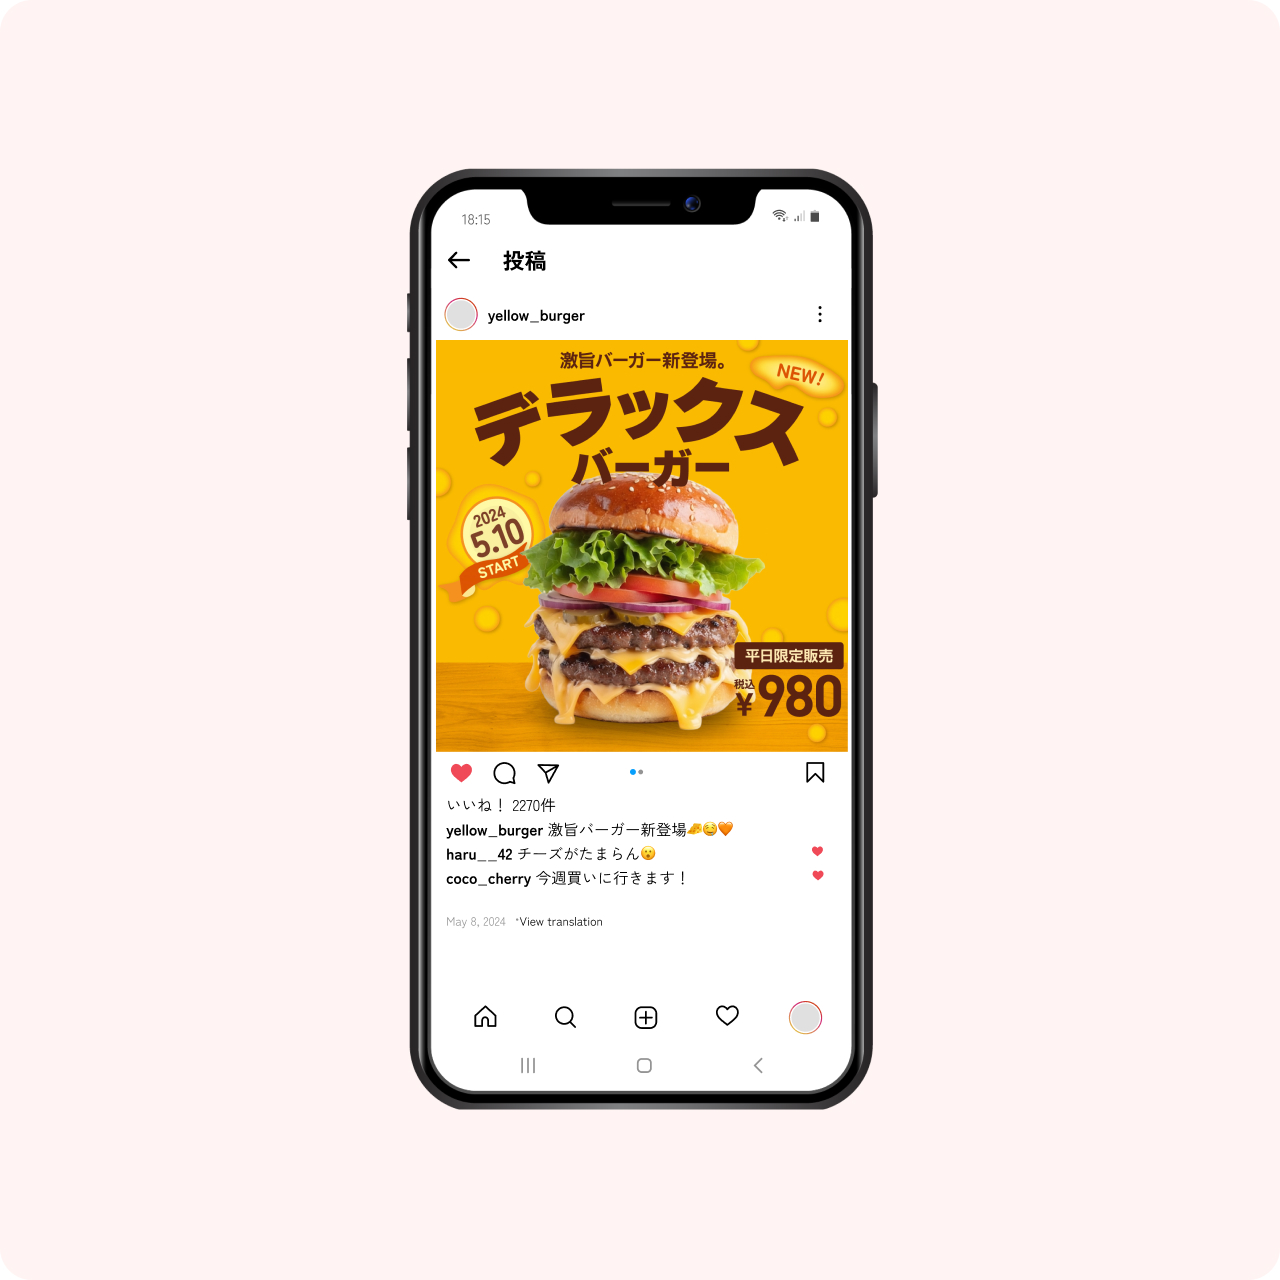 18:15
投稿
yellow_burger
激旨バーガー新登場。
NEW!
デラックス
バーガー
2024
5.10
START
平日限定販売
税込
¥980
いいね！ 2270件
yellow_burger 激旨バーガー新登場🧀🤤🧡
haru__42 チーズがたまらん😮
coco_cherry 今週買いに行きます！
May 8, 2024 *View translation